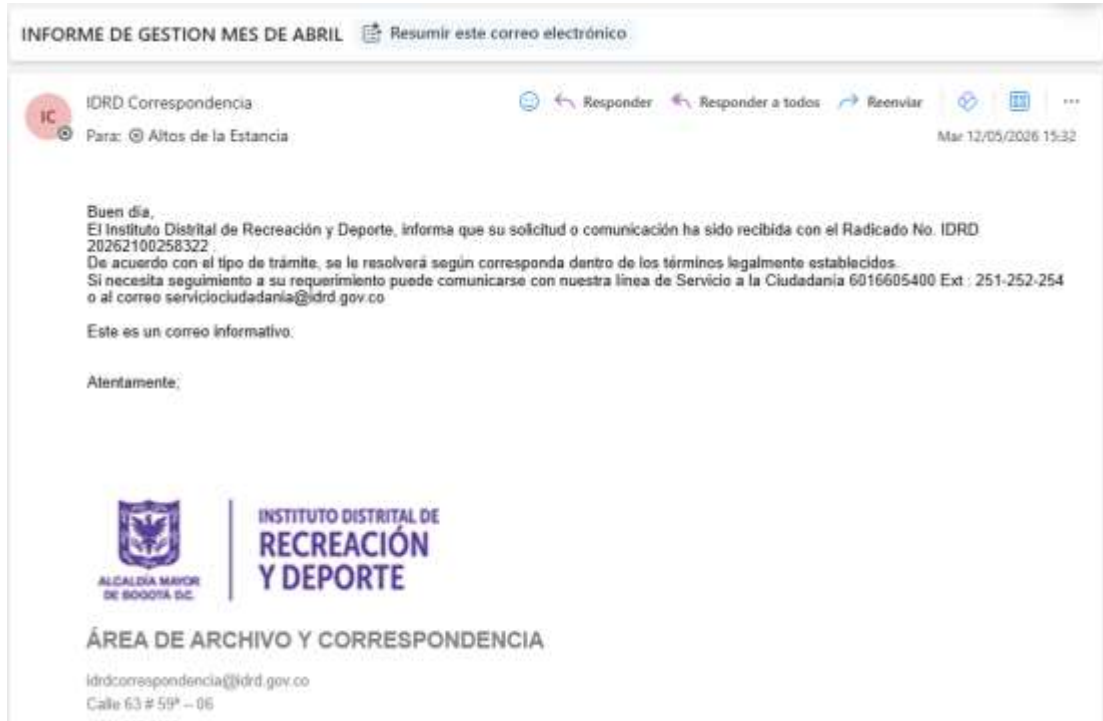 INFORME DE GESTION MES DE ABRIL Resumir este correo electrónico
IC
IDRD Correspondencia
Responder Responder a todos Reenviar ...
Para: Altos de la Estancia
Mar 12/05/2026 15:32
Buen día,
El Instituto Distrital de Recreación y Deporte, informa que su solicitud o comunicación ha sido recibida con el Radicado No. IDRD
20262100258322 .
De acuerdo con el tipo de trámite, se le resolverá según corresponda dentro de los términos legalmente establecidos.
Si necesita seguimiento a su requerimiento puede comunicarse con nuestra línea de Servicio a la Ciudadanía 6016605400 Ext : 251-252-254
o al correo serviciociudadania@idrd.gov.co
Este es un correo informativo.
Atentamente;
ALCALDÍA MAYOR
DE BOGOTÁ D.C.
INSTITUTO DISTRITAL DE
RECREACIÓN
Y DEPORTE
ÁREA DE ARCHIVO Y CORRESPONDENCIA
idrdcorrespondencia@idrd.gov.co
Calle 63 # 59ª – 06